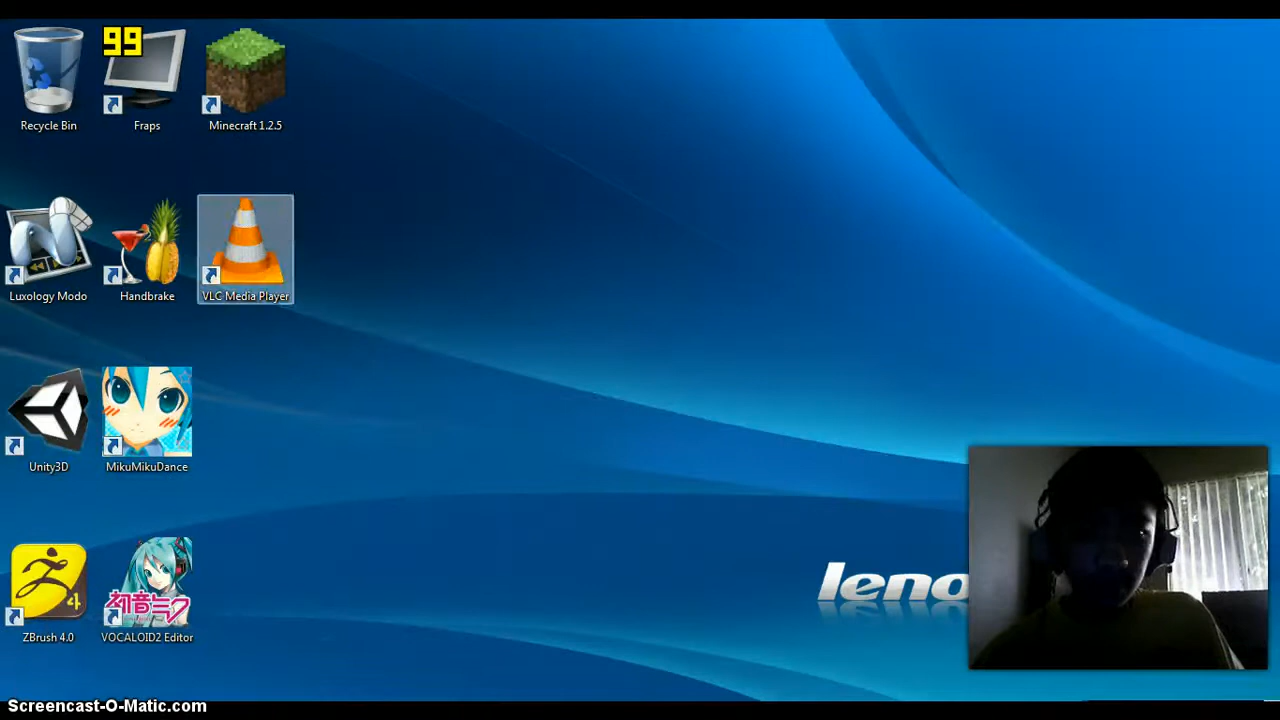 99
Recycle Bin
Fraps
Minecraft 1.2.5
Luxology Modo
Handbrake
VLC Media Player
Unity3D
MikuMikuDance
4
初音ミク
ZBrush 4.0
VOCALOID2 Editor
leno
Screencast-O-Matic.com